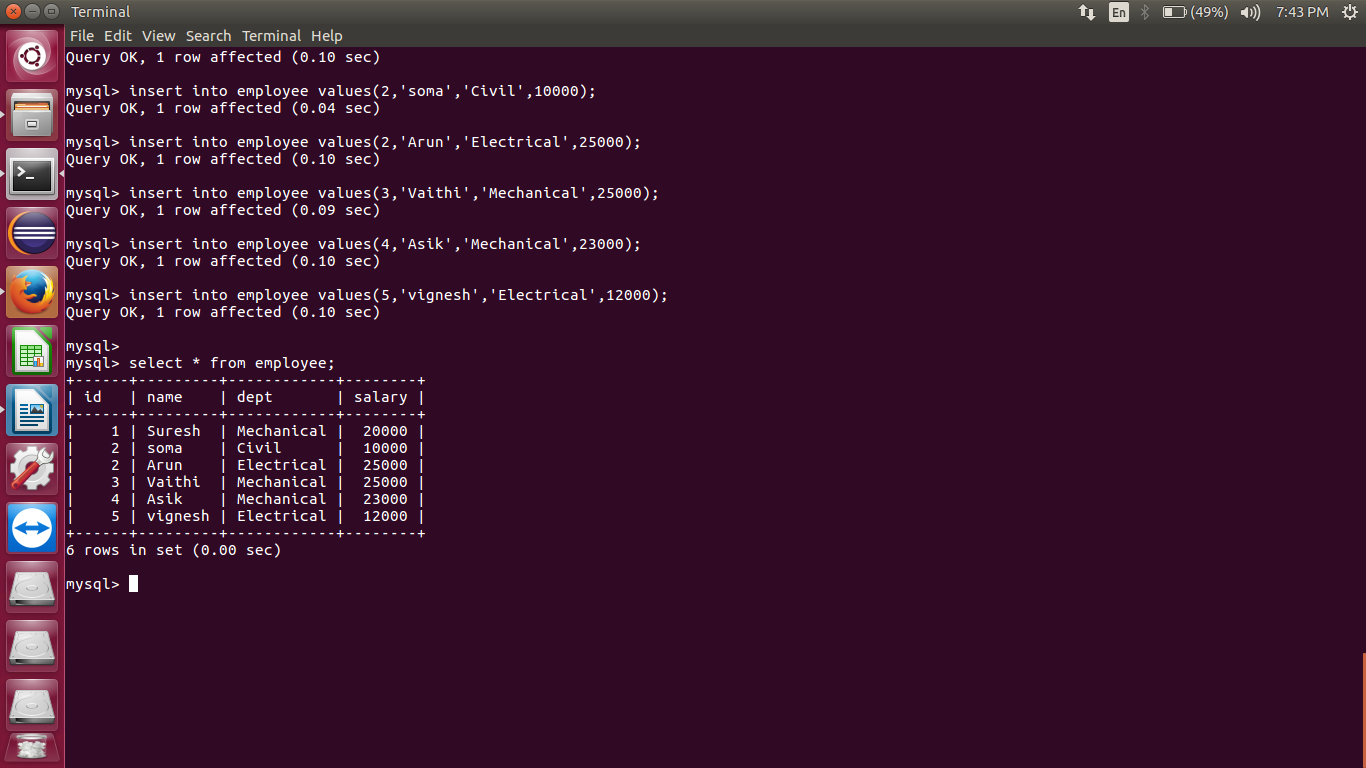 Terminal
En (49%) 7:43 PM
File Edit View Search Terminal Help
Query OK, 1 row affected (0.10 sec)
mysql> insert into employee values(2,'soma','Civil',10000);
Query OK, 1 row affected (0.04 sec)
mysql> insert into employee values(2,'Arun','Electrical',25000);
Query OK, 1 row affected (0.10 sec)
mysql> insert into employee values(3,'Vaithi','Mechanical',25000);
Query OK, 1 row affected (0.09 sec)
mysql> insert into employee values(4,'Asik','Mechanical',23000);
Query OK, 1 row affected (0.10 sec)
mysql> insert into employee values(5,'vignesh','Electrical',12000);
Query OK, 1 row affected (0.10 sec)
mysql>
mysql> select * from employee;
+------+---------+------------+--------+
| id   | name    | dept       | salary |
+------+---------+------------+--------+
|    1 | Suresh  | Mechanical |  20000 |
|    2 | soma    | Civil      |  10000 |
|    2 | Arun    | Electrical |  25000 |
|    3 | Vaithi  | Mechanical |  25000 |
|    4 | Asik    | Mechanical |  23000 |
|    5 | vignesh | Electrical |  12000 |
+------+---------+------------+--------+
6 rows in set (0.00 sec)
mysql>